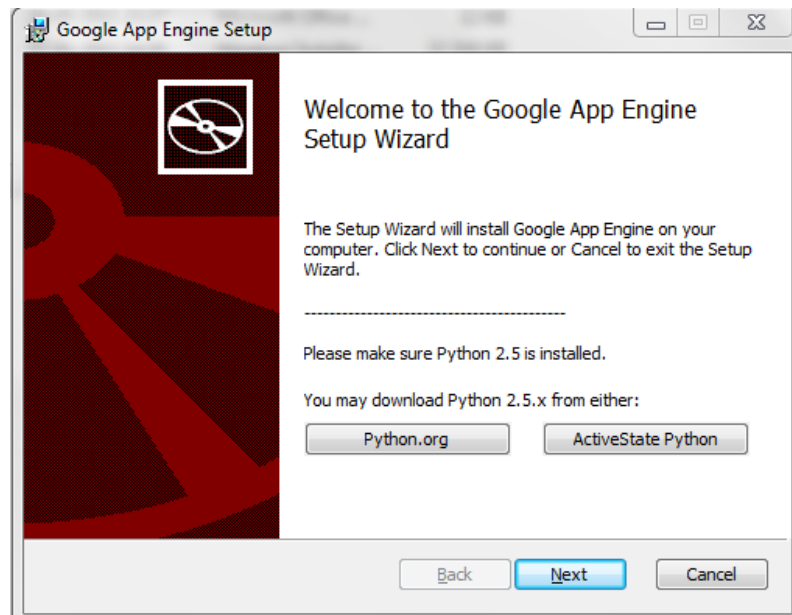 Google App Engine Setup
Welcome to the Google App Engine
Setup Wizard
The Setup Wizard will install Google App Engine on your
computer. Click Next to continue or Cancel to exit the Setup
Wizard.
------------------------------------------
Please make sure Python 2.5 is installed.
You may download Python 2.5.x from either:
Python.org ActiveState Python
Back Next Cancel